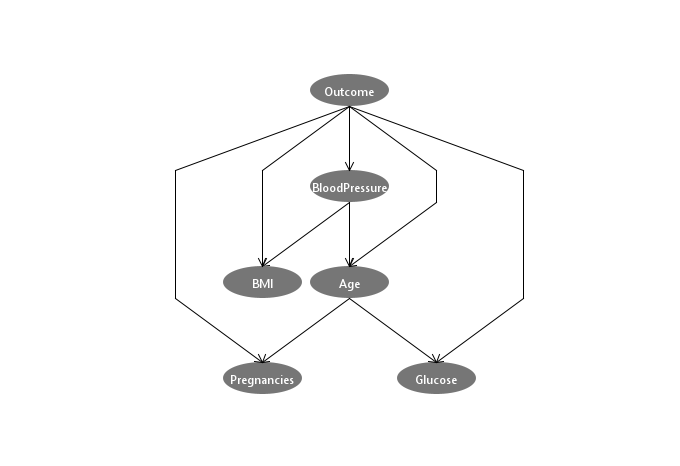 Outcome
BloodPressure
BMI
Age
Pregnancies
Glucose